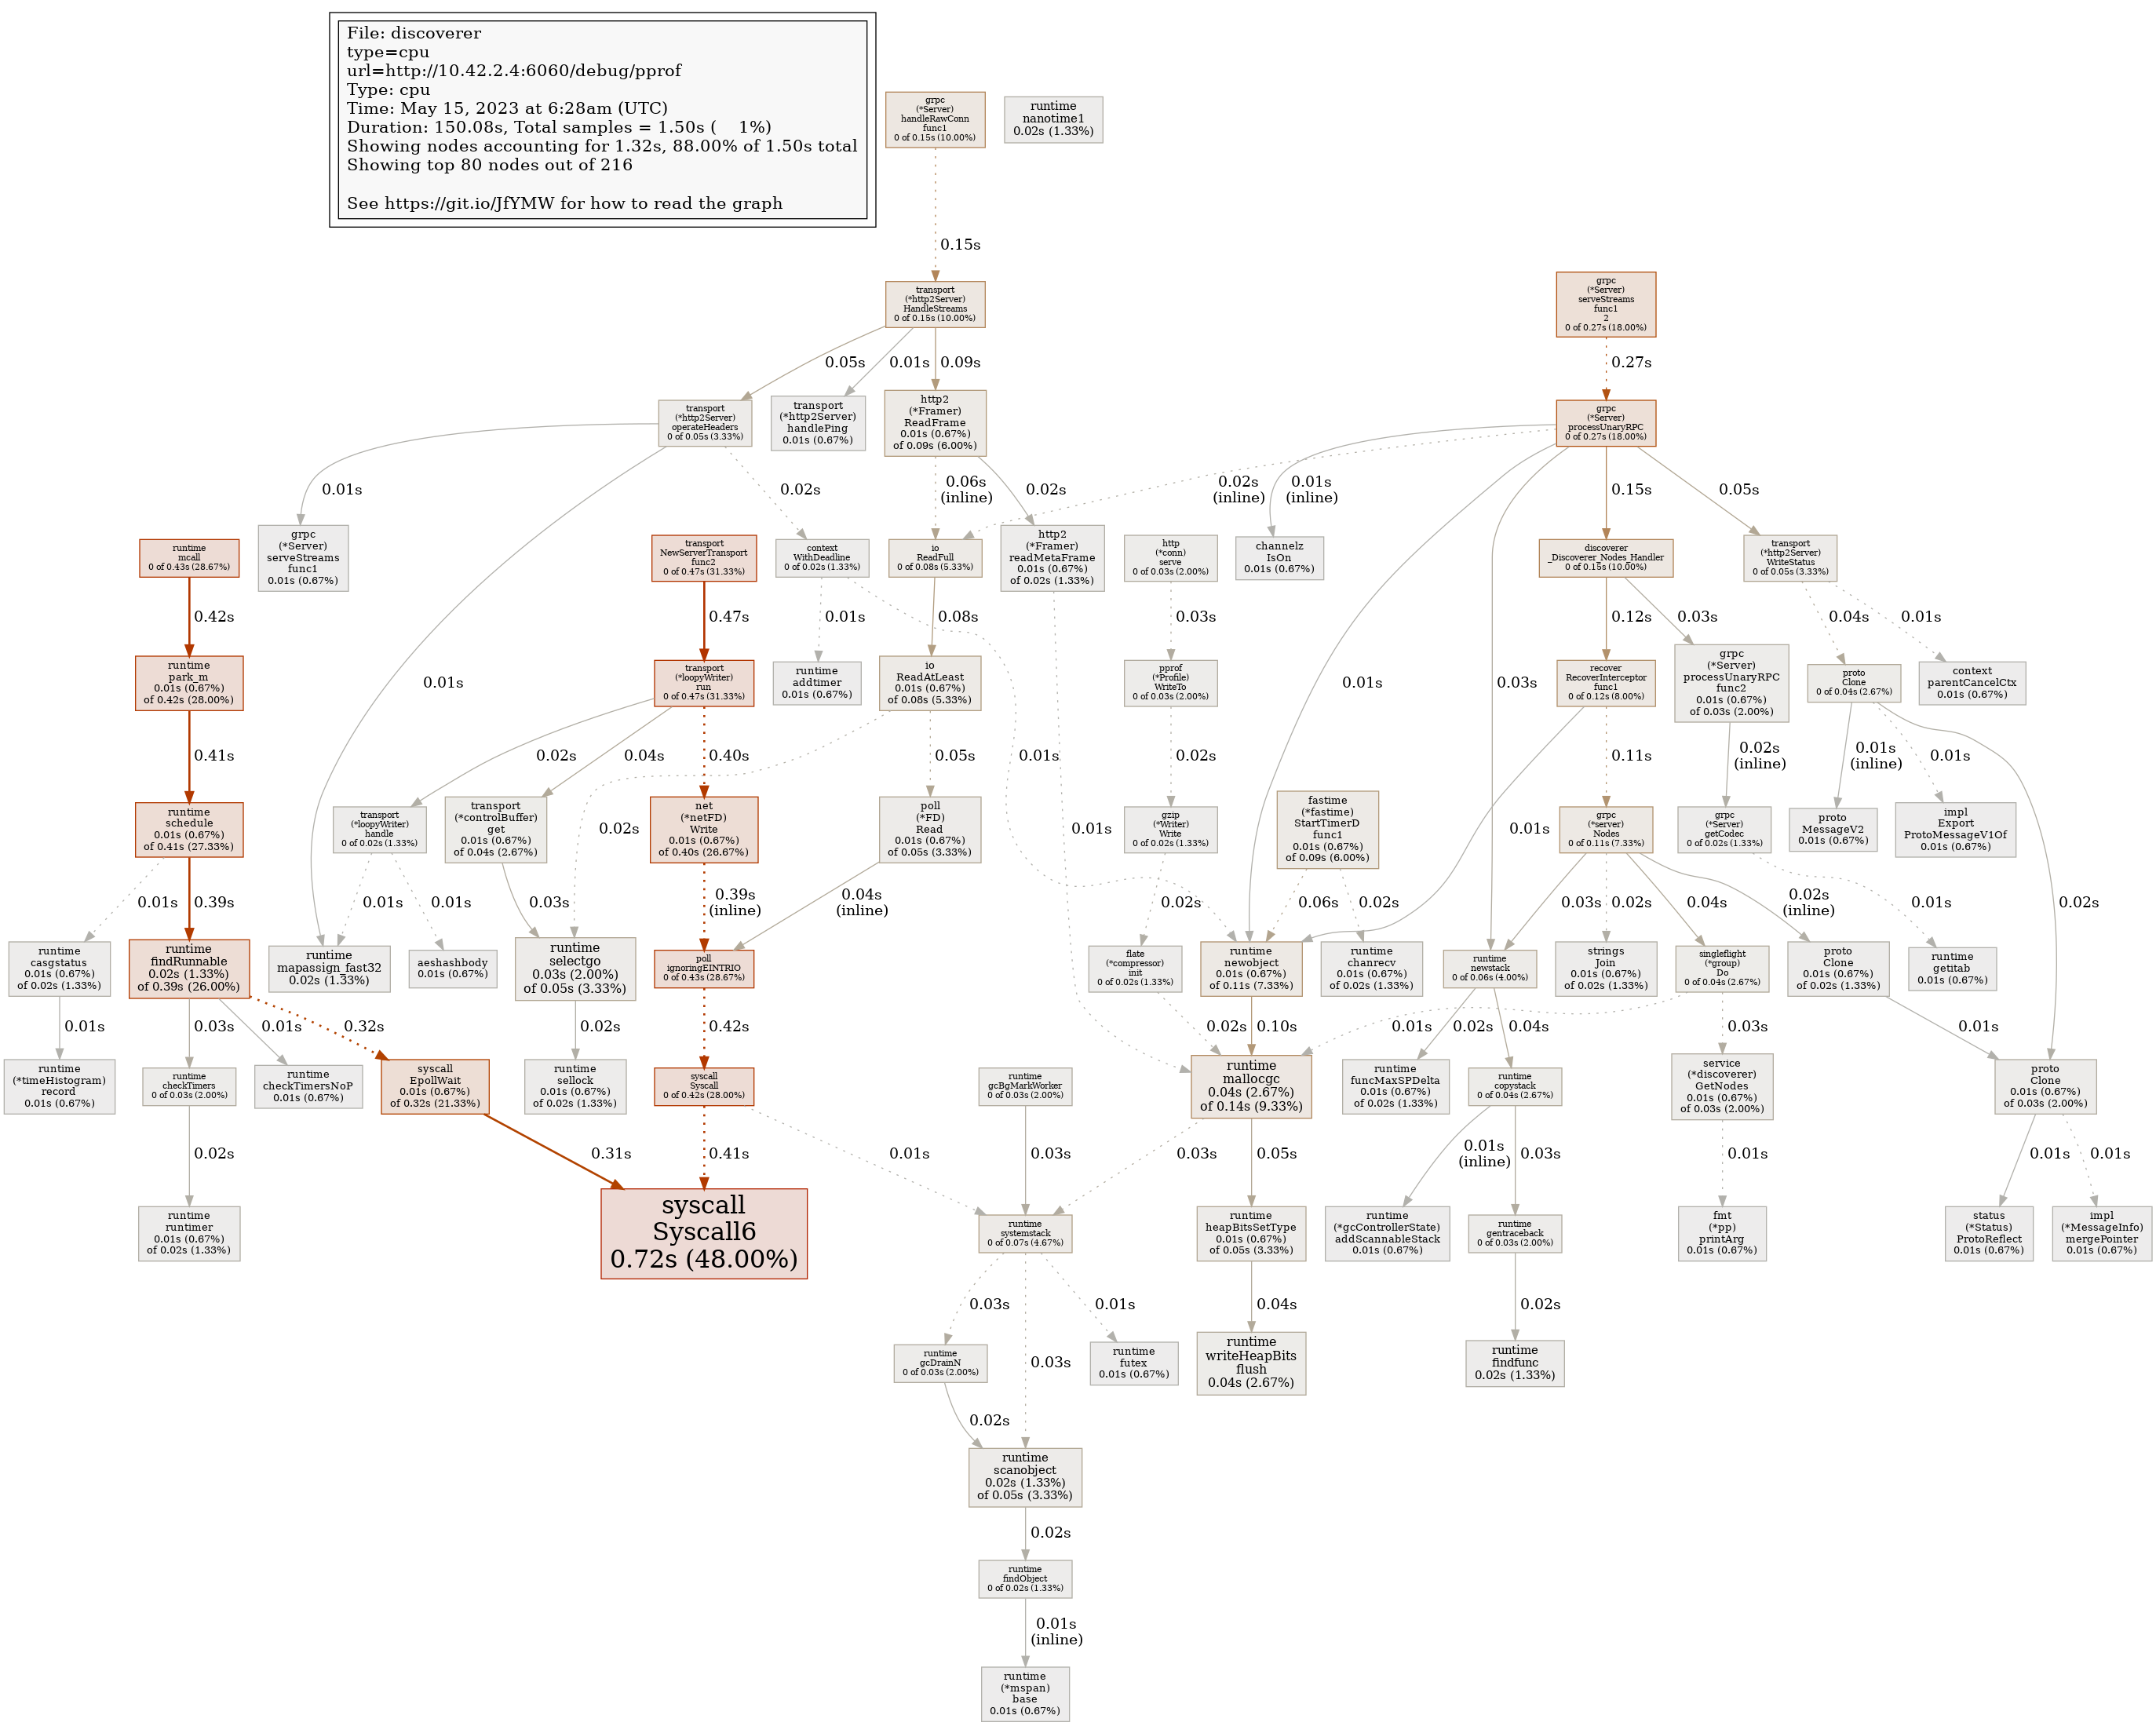 File: discoverer
type=cpu
url=http://10.42.2.4:6060/debug/pprof
Type: cpu
Time: May 15, 2023 at 6:28am (UTC)
Duration: 150.08s, Total samples = 1.50s ( 1%)
Showing nodes accounting for 1.32s, 88.00% of 1.50s total
Showing top 80 nodes out of 216
See https://git.io/JfYMW for how to read the graph
grpc
(*Server)
handleRawConn
func1
0 of 0.15s (10.00%)
runtime
nanotime1
0.02s (1.33%)
0.15s
transport
(*http2Server)
HandleStreams
0 of 0.15s (10.00%)
grpc
(*Server)
serveStreams
func1
2
0 of 0.27s (18.00%)
0.05s
0.01s
0.09s
0.27s
transport
(*http2Server)
operateHeaders
0 of 0.05s (3.33%)
transport
(*http2Server)
handlePing
0.01s (0.67%)
http2
(*Framer)
ReadFrame
0.01s (0.67%)
of 0.09s (6.00%)
grpc
(*Server)
processUnaryRPC
0 of 0.27s (18.00%)
0.01s
0.02s
0.06s
(inline)
0.02s
0.02s
(inline)
0.01s
(inline)
0.15s
0.05s
runtime
mcall
0 of 0.43s (28.67%)
grpc
(*Server)
serveStreams
func1
0.01s (0.67%)
transport
NewServerTransport
func2
0 of 0.47s (31.33%)
context
WithDeadline
0 of 0.02s (1.33%)
io
ReadFull
0 of 0.08s (5.33%)
http2
(*Framer)
readMetaFrame
0.01s (0.67%)
of 0.02s (1.33%)
http
(*conn)
serve
0 of 0.03s (2.00%)
channelz
IsOn
0.01s (0.67%)
discoverer
_Discoverer_Nodes_Handler
0 of 0.15s (10.00%)
transport
(*http2Server)
WriteStatus
0 of 0.05s (3.33%)
0.42s
0.47s
0.01s
0.08s
0.03s
0.12s
0.03s
0.04s
0.01s
runtime
park_m
0.01s (0.67%)
of 0.42s (28.00%)
0.01s
transport
(*loopyWriter)
run
0 of 0.47s (31.33%)
runtime
addtimer
0.01s (0.67%)
io
ReadAtLeast
0.01s (0.67%)
of 0.08s (5.33%)
pprof
(*Profile)
WriteTo
0 of 0.03s (2.00%)
0.01s
0.03s
recover
RecoverInterceptor
func1
0 of 0.12s (8.00%)
grpc
(*Server)
processUnaryRPC
func2
0.01s (0.67%)
of 0.03s (2.00%)
proto
Clone
0 of 0.04s (2.67%)
context
parentCancelCtx
0.01s (0.67%)
0.41s
0.02s
0.04s
0.40s
0.05s
0.01s
0.02s
0.11s
0.02s
(inline)
0.01s
(inline)
0.01s
runtime
schedule
0.01s (0.67%)
of 0.41s (27.33%)
transport
(*loopyWriter)
handle
0 of 0.02s (1.33%)
transport
(*controlBuffer)
get
0.01s (0.67%)
of 0.04s (2.67%)
0.02s
net
(*netFD)
Write
0.01s (0.67%)
of 0.40s (26.67%)
poll
(*FD)
Read
0.01s (0.67%)
of 0.05s (3.33%)
0.01s
gzip
(*Writer)
Write
0 of 0.02s (1.33%)
fastime
(*fastime)
StartTimerD
func1
0.01s (0.67%)
of 0.09s (6.00%)
0.01s
grpc
(*server)
Nodes
0 of 0.11s (7.33%)
grpc
(*Server)
getCodec
0 of 0.02s (1.33%)
proto
MessageV2
0.01s (0.67%)
impl
Export
ProtoMessageV1Of
0.01s (0.67%)
0.01s
0.39s
0.01s
0.01s
0.03s
0.39s
(inline)
0.04s
(inline)
0.02s
0.06s
0.02s
0.03s
0.02s
0.04s
0.02s
(inline)
0.01s
0.02s
runtime
casgstatus
0.01s (0.67%)
of 0.02s (1.33%)
runtime
findRunnable
0.02s (1.33%)
of 0.39s (26.00%)
runtime
mapassign_fast32
0.02s (1.33%)
aeshashbody
0.01s (0.67%)
runtime
selectgo
0.03s (2.00%)
of 0.05s (3.33%)
poll
ignoringEINTRIO
0 of 0.43s (28.67%)
flate
(*compressor)
init
0 of 0.02s (1.33%)
runtime
newobject
0.01s (0.67%)
of 0.11s (7.33%)
runtime
chanrecv
0.01s (0.67%)
of 0.02s (1.33%)
runtime
newstack
0 of 0.06s (4.00%)
strings
Join
0.01s (0.67%)
of 0.02s (1.33%)
singleflight
(*group)
Do
0 of 0.04s (2.67%)
proto
Clone
0.01s (0.67%)
of 0.02s (1.33%)
runtime
getitab
0.01s (0.67%)
0.01s
0.03s
0.01s
0.32s
0.02s
0.42s
0.02s
0.10s
0.01s
0.02s
0.04s
0.03s
0.01s
runtime
(*timeHistogram)
record
0.01s (0.67%)
runtime
checkTimers
0 of 0.03s (2.00%)
runtime
checkTimersNoP
0.01s (0.67%)
syscall
EpollWait
0.01s (0.67%)
of 0.32s (21.33%)
runtime
sellock
0.01s (0.67%)
of 0.02s (1.33%)
syscall
Syscall
0 of 0.42s (28.00%)
runtime
gcBgMarkWorker
0 of 0.03s (2.00%)
runtime
mallocgc
0.04s (2.67%)
of 0.14s (9.33%)
runtime
funcMaxSPDelta
0.01s (0.67%)
of 0.02s (1.33%)
runtime
copystack
0 of 0.04s (2.67%)
service
(*discoverer)
GetNodes
0.01s (0.67%)
of 0.03s (2.00%)
proto
Clone
0.01s (0.67%)
of 0.03s (2.00%)
0.02s
0.31s
0.41s
0.01s
0.03s
0.03s
0.05s
0.01s
(inline)
0.03s
0.01s
0.01s
0.01s
runtime
runtimer
0.01s (0.67%)
of 0.02s (1.33%)
syscall
Syscall6
0.72s (48.00%)
runtime
systemstack
0 of 0.07s (4.67%)
runtime
heapBitsSetType
0.01s (0.67%)
of 0.05s (3.33%)
runtime
(*gcControllerState)
addScannableStack
0.01s (0.67%)
runtime
gentraceback
0 of 0.03s (2.00%)
fmt
(*pp)
printArg
0.01s (0.67%)
status
(*Status)
ProtoReflect
0.01s (0.67%)
impl
(*MessageInfo)
mergePointer
0.01s (0.67%)
0.03s
0.03s
0.01s
0.04s
0.02s
runtime
gcDrainN
0 of 0.03s (2.00%)
runtime
futex
0.01s (0.67%)
runtime
writeHeapBits
flush
0.04s (2.67%)
runtime
findfunc
0.02s (1.33%)
0.02s
runtime
scanobject
0.02s (1.33%)
of 0.05s (3.33%)
0.02s
runtime
findObject
0 of 0.02s (1.33%)
0.01s
(inline)
runtime
(*mspan)
base
0.01s (0.67%)